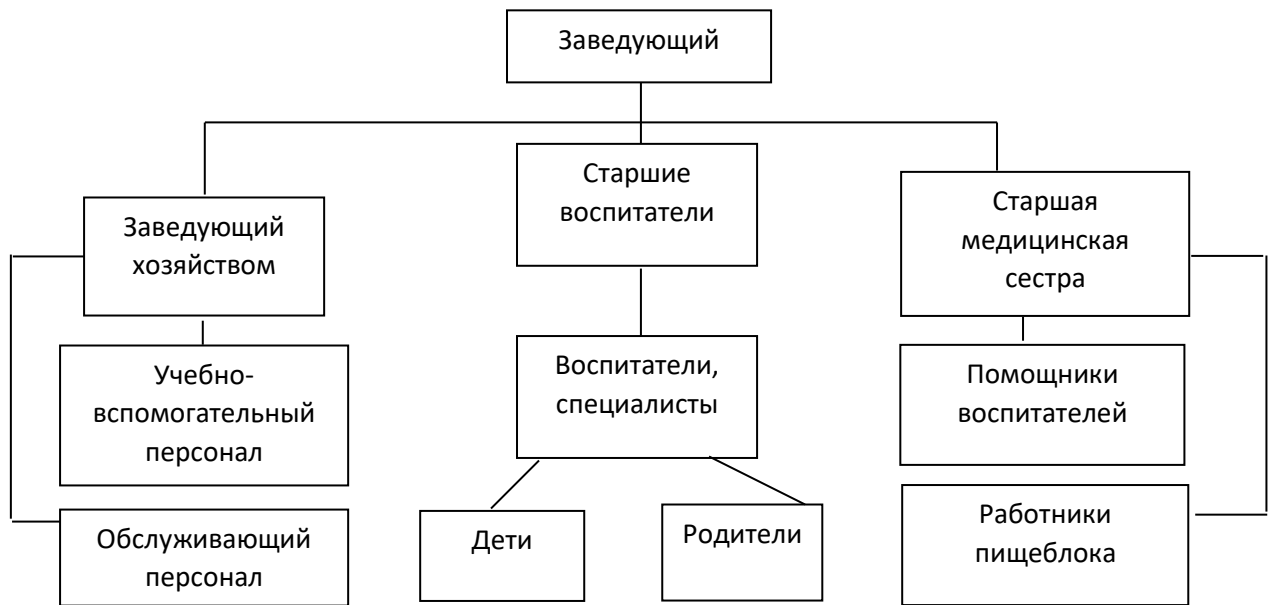 Заведующий
Старшие
воспитатели
Заведующий
хозяйством
Старшая
медицинская
сестра
Учебно-
вспомогательный
персонал
Воспитатели,
специалисты
Помощники
воспитателей
Обслуживающий
персонал
Дети
Родители
Работники
пищеблока